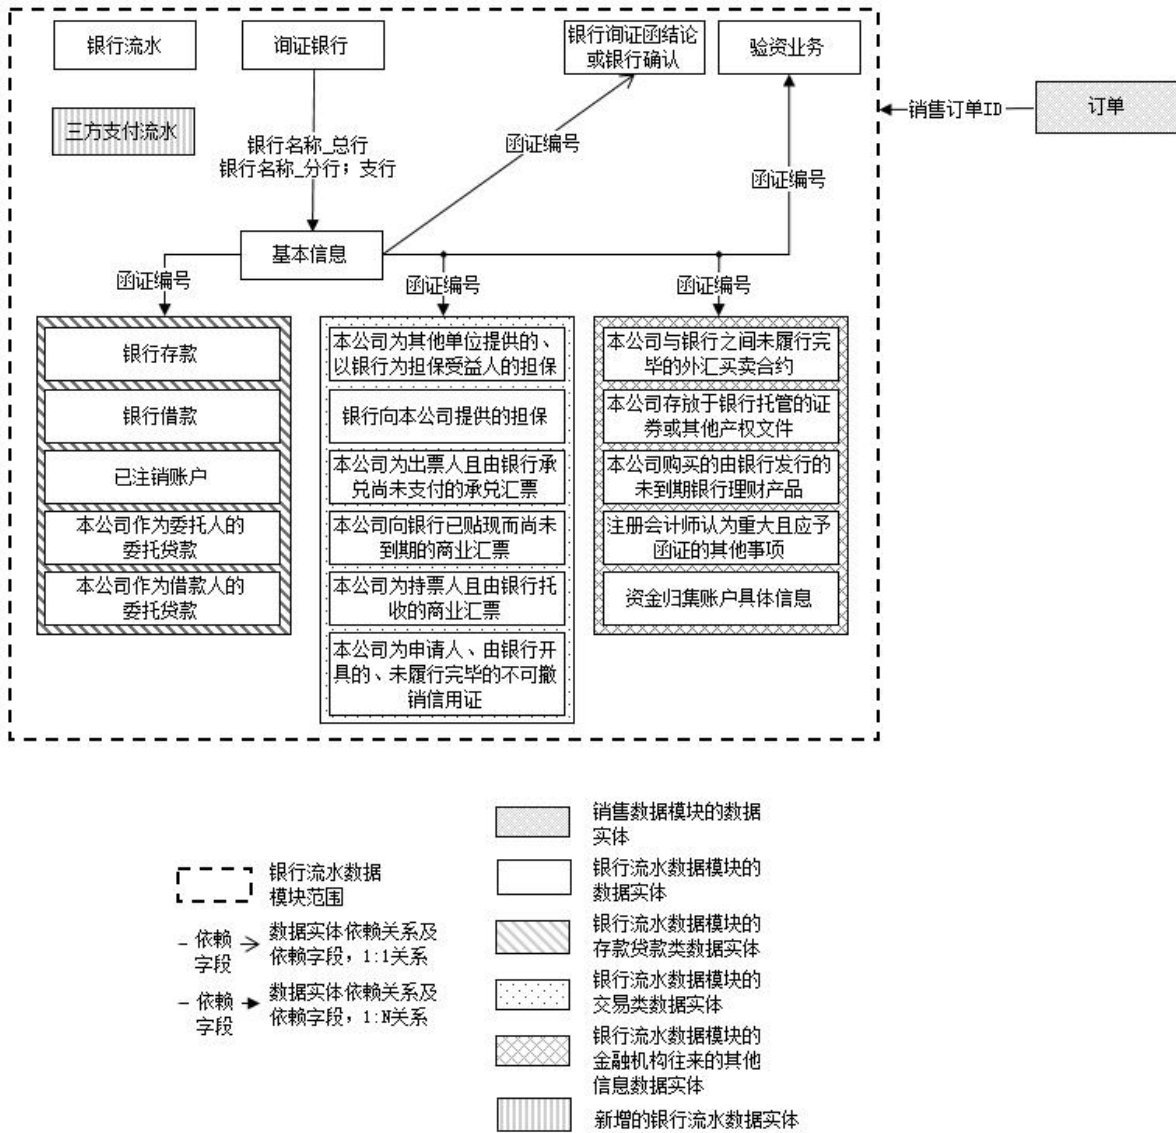 银行流水
询证银行
银行询证函结论
或银行确认
验资业务
订单
销售订单ID
三方支付流水
银行名称_总行
银行名称_分行；支行
函证编号
函证编号
基本信息
函证编号
函证编号
函证编号
银行存款
银行借款
已注销账户
本公司作为委托人的
委托贷款
本公司作为借款人的
委托贷款
本公司为其他单位提供的、
以银行为担保受益人的担保
银行向本公司提供的担保
本公司为出票人且由银行承
兑尚未支付的承兑汇票
本公司向银行已贴现而尚未
到期的商业汇票
本公司为持票人且由银行托
收的商业汇票
本公司为申请人、由银行开
具的、未履行完毕的不可撤
销信用证
本公司与银行之间未履行完
毕的外汇买卖合约
本公司存放于银行托管的证
券或其他产权文件
本公司购买的由银行发行的
未到期银行理财产品
注册会计师认为重大且应予
函证的其他事项
资金归集账户具体信息
银行流水数据
模块范围
依赖
字段
数据实体依赖关系及
依赖字段，1:1关系
依赖
字段
数据实体依赖关系及
依赖字段，1:N关系
销售数据模块的数据
实体
银行流水数据模块的
数据实体
银行流水数据模块的
存款贷款类数据实体
银行流水数据模块的
交易类数据实体
银行流水数据模块的
金融机构往来的其他
信息数据实体
新增的银行流水数据实体